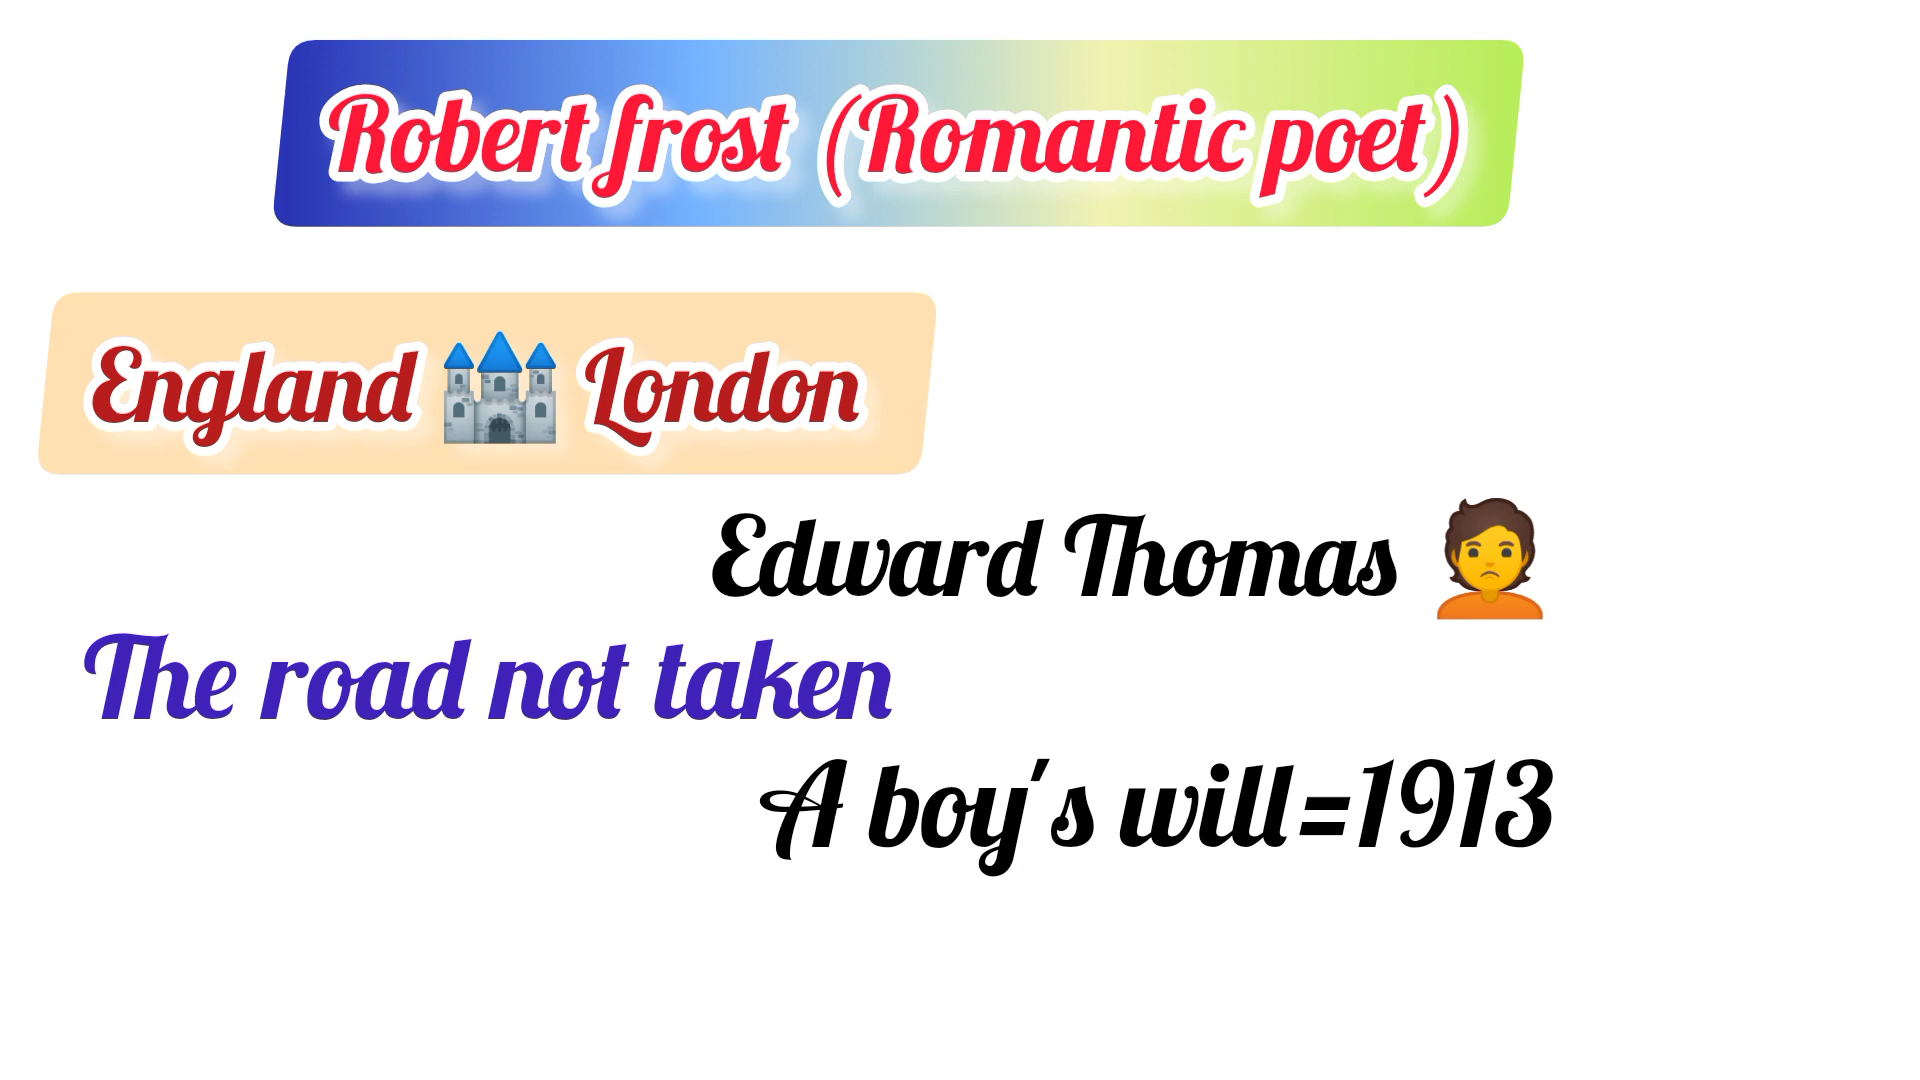 Robert frost (Romantic poet)
England 🏰 London
Edward Thomas 🙎
The road not taken
A boy's will=1913